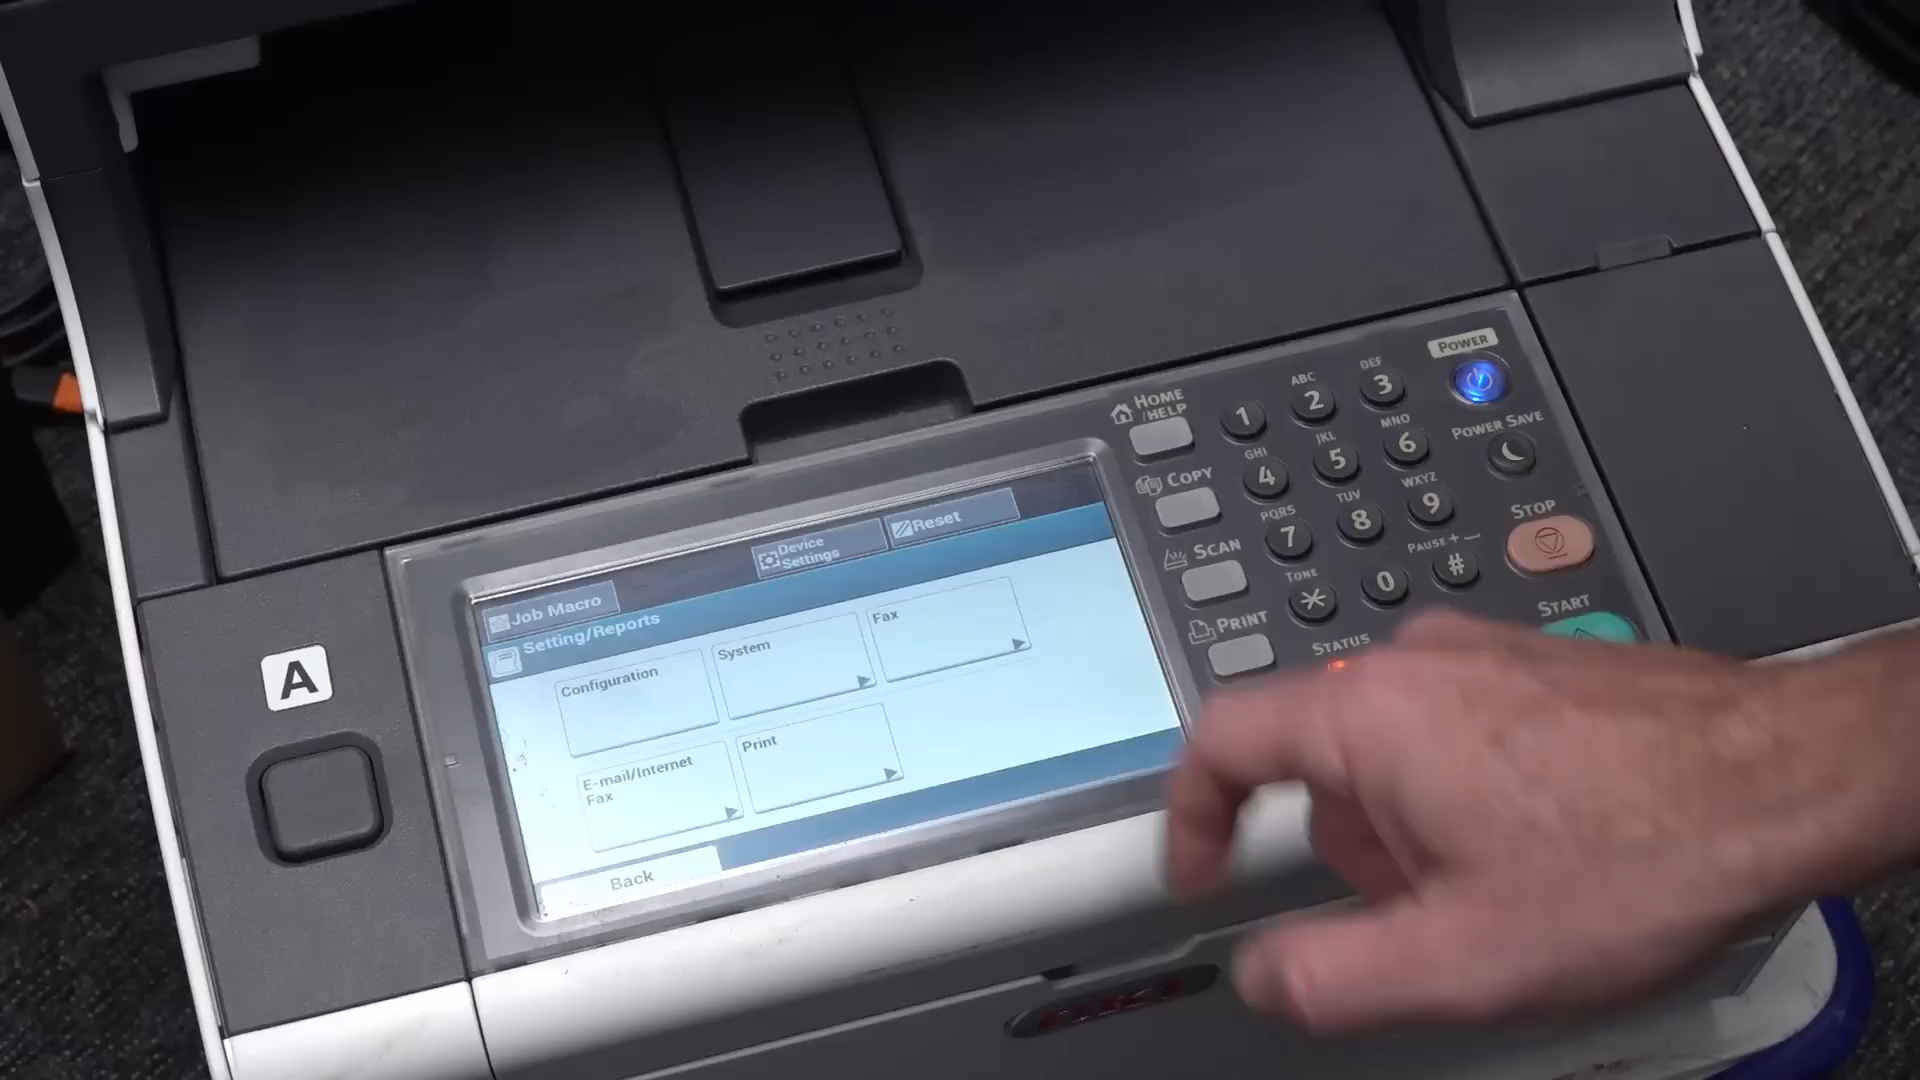 POWER
HOME
/HELP
1
ABC
2
DEF
3
POWER SAVE
COPY
GHI
4
JKL
5
MNO
6
STOP
SCAN
PQRS
7
TUV
8
WXYZ
9
PRINT
TONE
*
0
PAUSE+
#
START
STATUS
Job Macro
Device
Settings
Reset
Setting/Reports
Configuration
System
Fax
E-mail/Internet
Fax
Print
Back
A